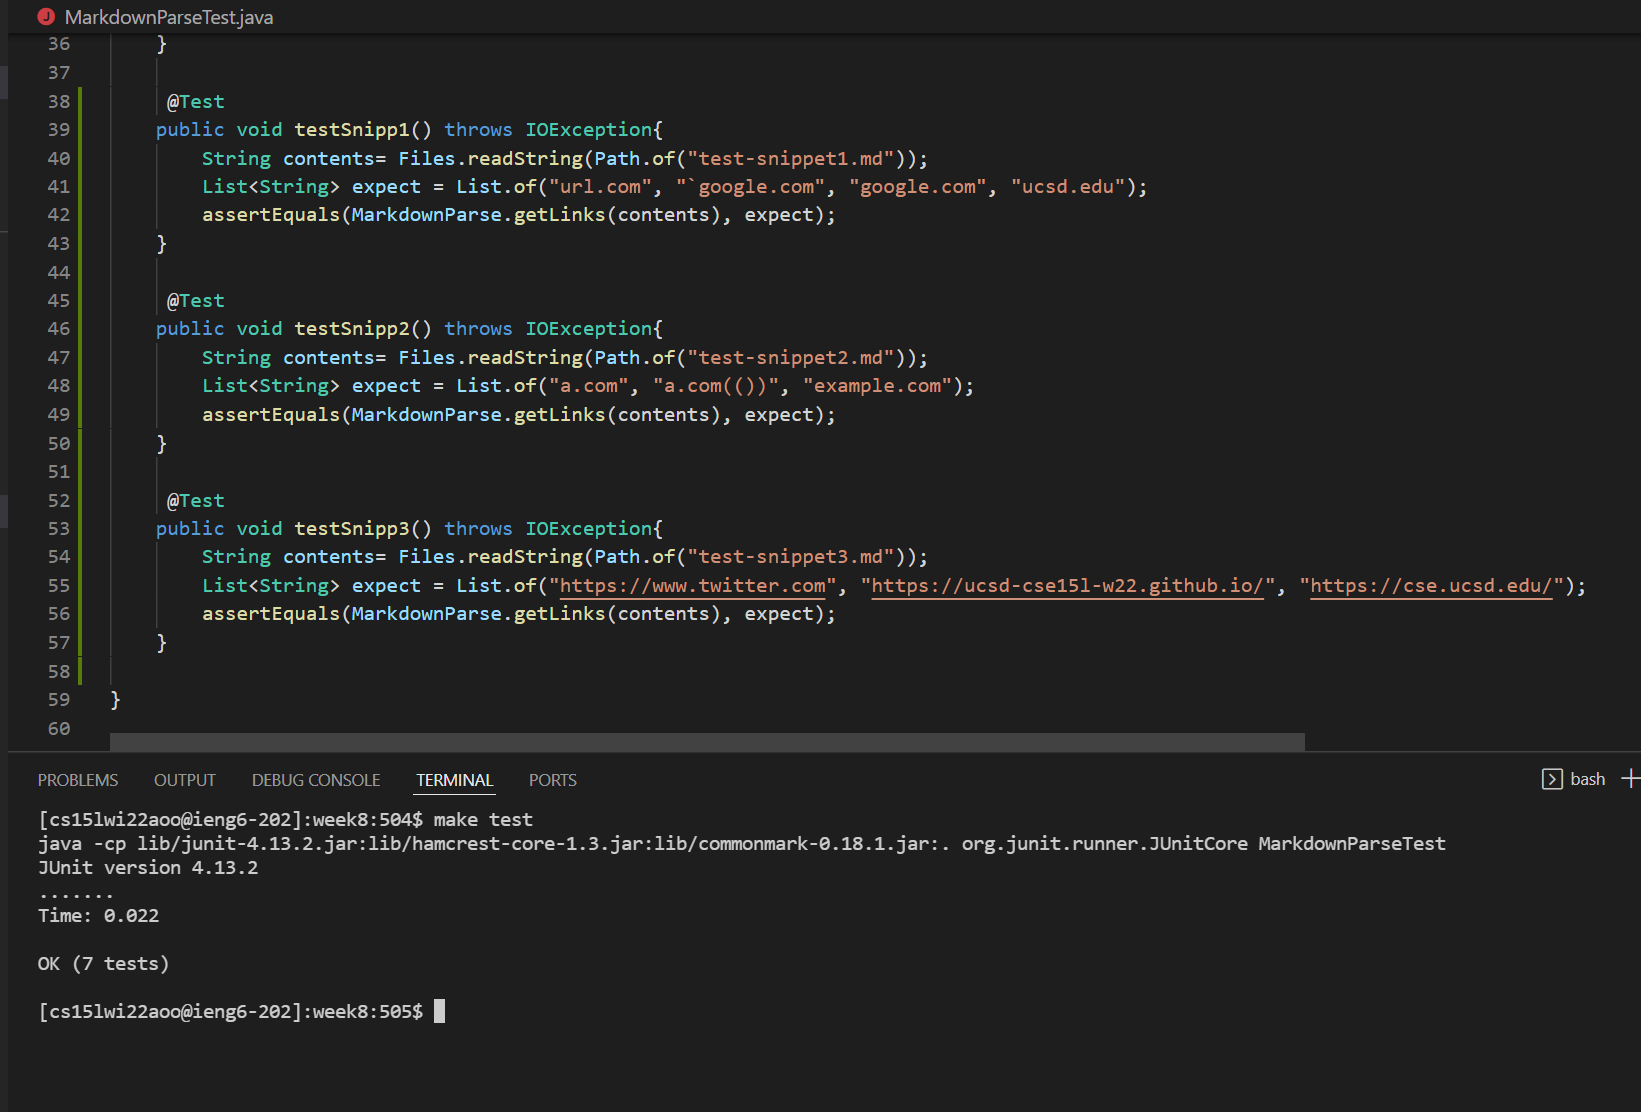 J MarkdownParseTest.java
36 }
37
38 @Test
39 public void testSnipp1() throws IOException{
40 String contents= Files.readString(Path.of("test-snippet1.md"));
41 List<String> expect = List.of("url.com", "`google.com", "google.com", "ucsd.edu");
42 assertEquals(MarkdownParse.getLinks(contents), expect);
43 }
44
45 @Test
46 public void testSnipp2() throws IOException{
47 String contents= Files.readString(Path.of("test-snippet2.md"));
48 List<String> expect = List.of("a.com", "a.com(())", "example.com");
49 assertEquals(MarkdownParse.getLinks(contents), expect);
50 }
51
52 @Test
53 public void testSnipp3() throws IOException{
54 String contents= Files.readString(Path.of("test-snippet3.md"));
55 List<String> expect = List.of("https://www.twitter.com", "https://ucsd-cse15l-w22.github.io/", "https://cse.ucsd.edu/");
56 assertEquals(MarkdownParse.getLinks(contents), expect);
57 }
58
59 }
60
PROBLEMS OUTPUT DEBUG CONSOLE TERMINAL PORTS bash
[cs15lwi22aoo@ieng6-202]:week8:504$ make test
java -cp lib/junit-4.13.2.jar:lib/hamcrest-core-1.3.jar:lib/commonmark-0.18.1.jar:. org.junit.runner.JUnitCore MarkdownParseTest
JUnit version 4.13.2
.......
Time: 0.022
OK (7 tests)
[cs15lwi22aoo@ieng6-202]:week8:505$